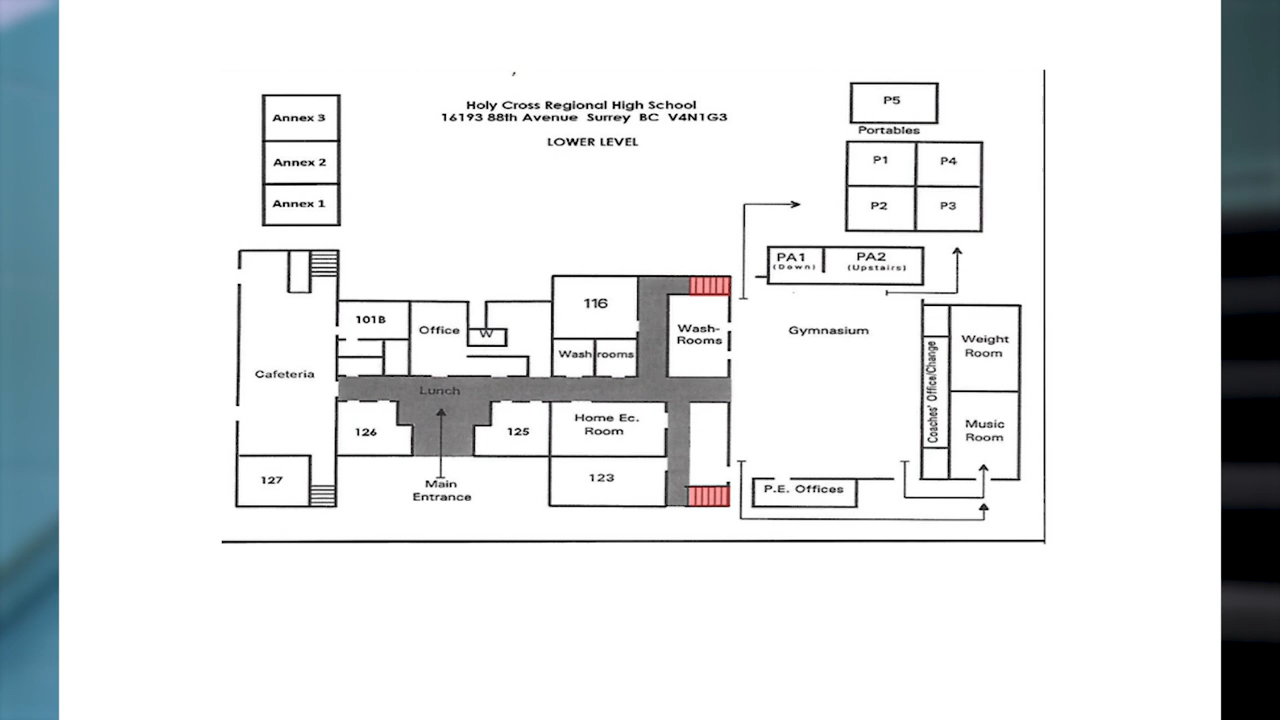 Holy Cross Regional High School
16193 88th Avenue Surrey BC V4N1G3
LOWER LEVEL
Annex 3
Annex 2
Annex 1
P5
Portables
P1
P4
P2
P3
PA1
(Down)
PA2
(Upstairs)
101B
Office
W
116
Wash-
Rooms
Wash rooms
Gymnasium
Weight
Room
Cafeteria
Lunch
Coaches' Office/Change
126
125
Home Ec.
Room
Music
Room
127
Main
Entrance
123
P.E. Offices